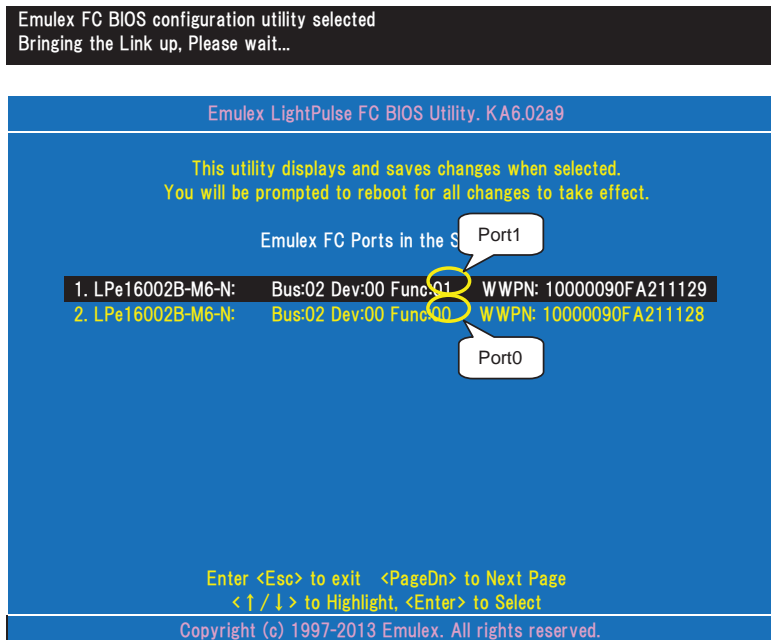 Emulex FC BIOS configuration utility selected
Bringing the Link up, Please wait...
Emulex LightPulse FC BIOS Utility. KA6.02a9
This utility displays and saves changes when selected.
You will be prompted to reboot for all changes to take effect.
Emulex FC Ports in the S
Port1
1. LPe16002B-M6-N: Bus:02 Dev:00 Func:01 WWPN: 10000090FA211129
2. LPe16002B-M6-N: Bus:02 Dev:00 Func:00 WWPN: 10000090FA211128
Port0
Enter <Esc> to exit <PageDn> to Next Page
<↑/↓> to Highlight, <Enter> to Select
Copyright (c) 1997-2013 Emulex. All rights reserved.